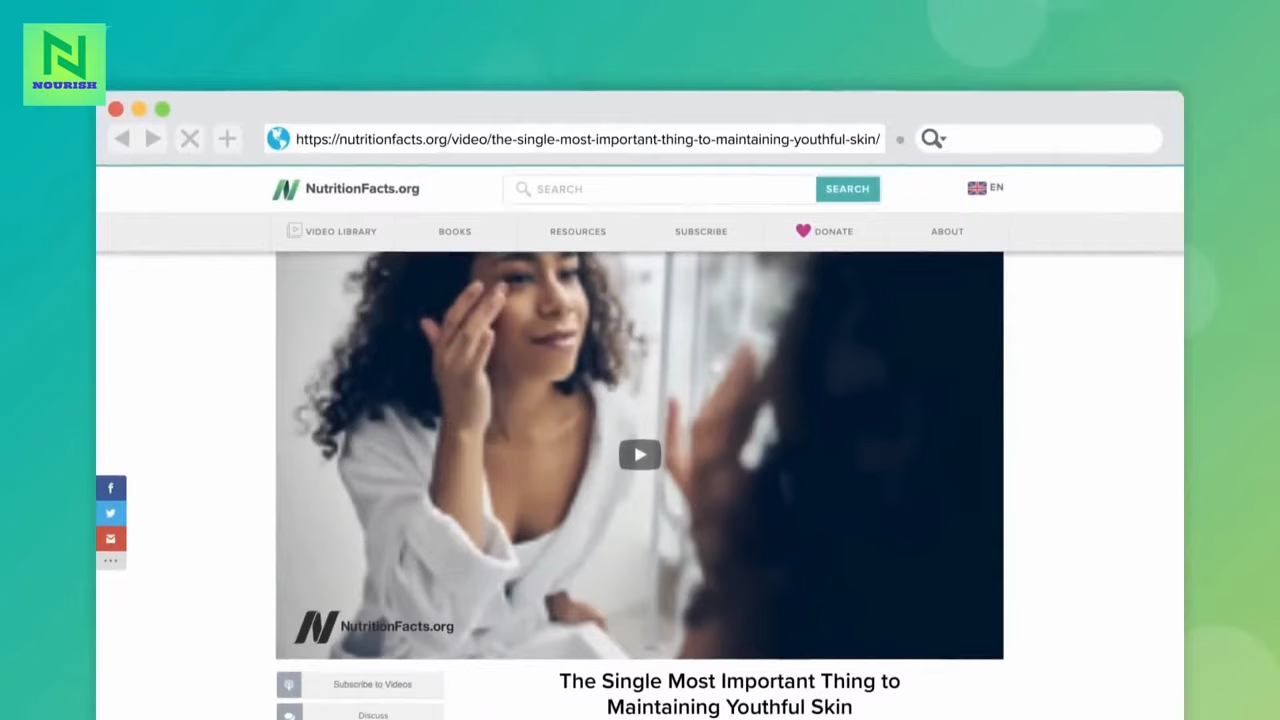 NOURISH
https://nutritionfacts.org/video/the-single-most-important-thing-to-maintaining-youthful-skin/
NutritionFacts.org
SEARCH
SEARCH
EN
VIDEO LIBRARY
BOOKS
RESOURCES
SUBSCRIBE
DONATE
ABOUT
NutritionFacts.org
Subscribe to Videos
The Single Most Important Thing to
Maintaining Youthful Skin
Discuss